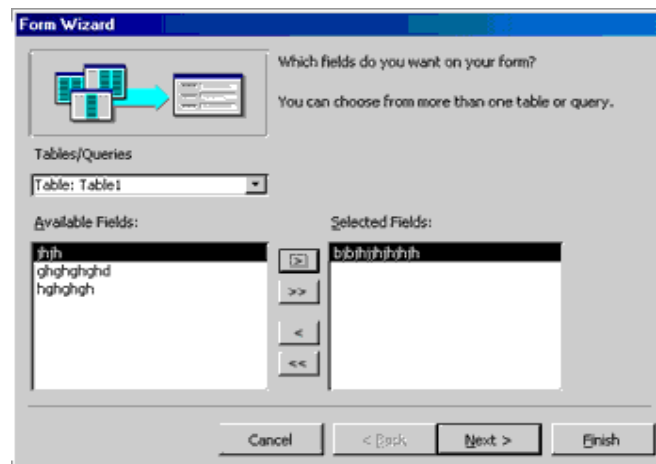 Form Wizard
Which fields do you want on your form?
You can choose from more than one table or query.
Tables/Queries
Table: Table1
Available Fields:
Selected Fields:
jhjh
ghghghghd
hghghgh
>
>>
<
<<
bjbjhjjhjhjhjh
Cancel
< Back
Next >
Finish